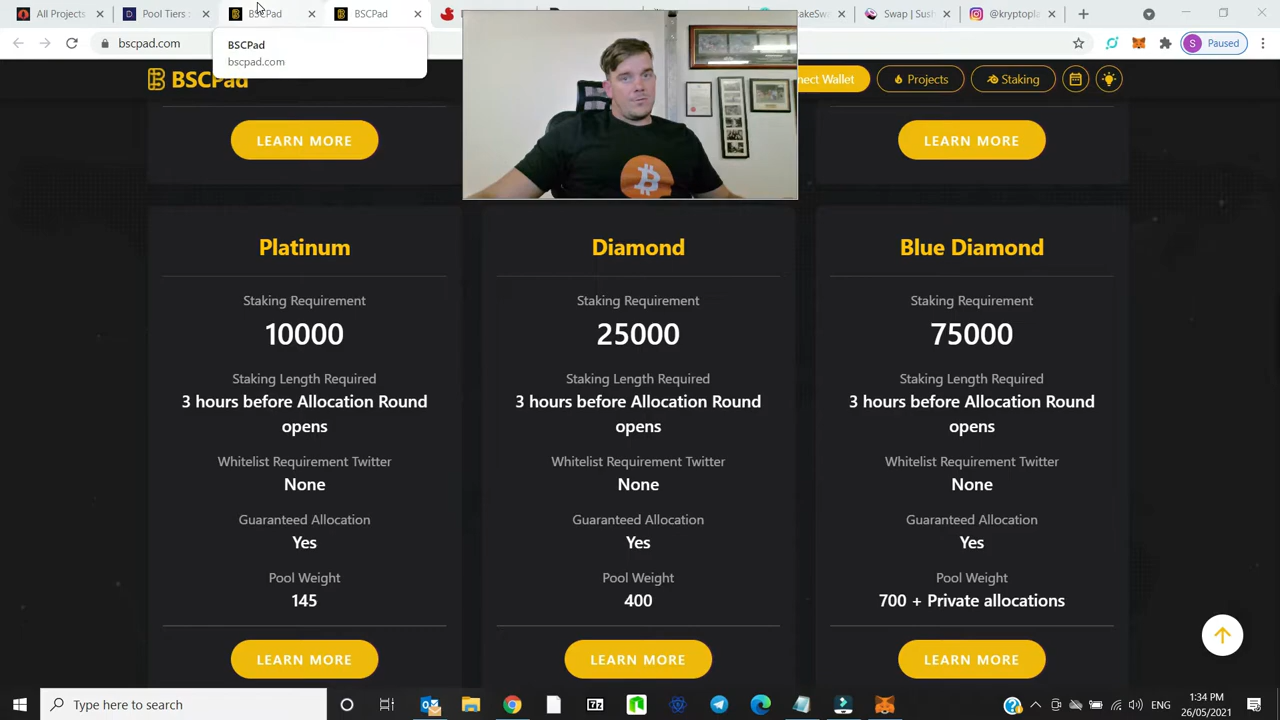 All Projects
Pool Tiers
BSCPad
BSCPad
Swap | Sush
@kryptopl
bscpad.com
Paused
BSCPad
bscpad.com
BSCPad
nect Wallet
Projects
Staking
LEARN MORE
LEARN MORE
Platinum
Staking Requirement
10000
Staking Length Required
3 hours before Allocation Round
opens
Whitelist Requirement Twitter
None
Guaranteed Allocation
Yes
Pool Weight
145
LEARN MORE
Diamond
Staking Requirement
25000
Staking Length Required
3 hours before Allocation Round
opens
Whitelist Requirement Twitter
None
Guaranteed Allocation
Yes
Pool Weight
400
LEARN MORE
Blue Diamond
Staking Requirement
75000
Staking Length Required
3 hours before Allocation Round
opens
Whitelist Requirement Twitter
None
Guaranteed Allocation
Yes
Pool Weight
700 + Private allocations
LEARN MORE
Type here to search
ENG
1:34 PM
26/05/2021